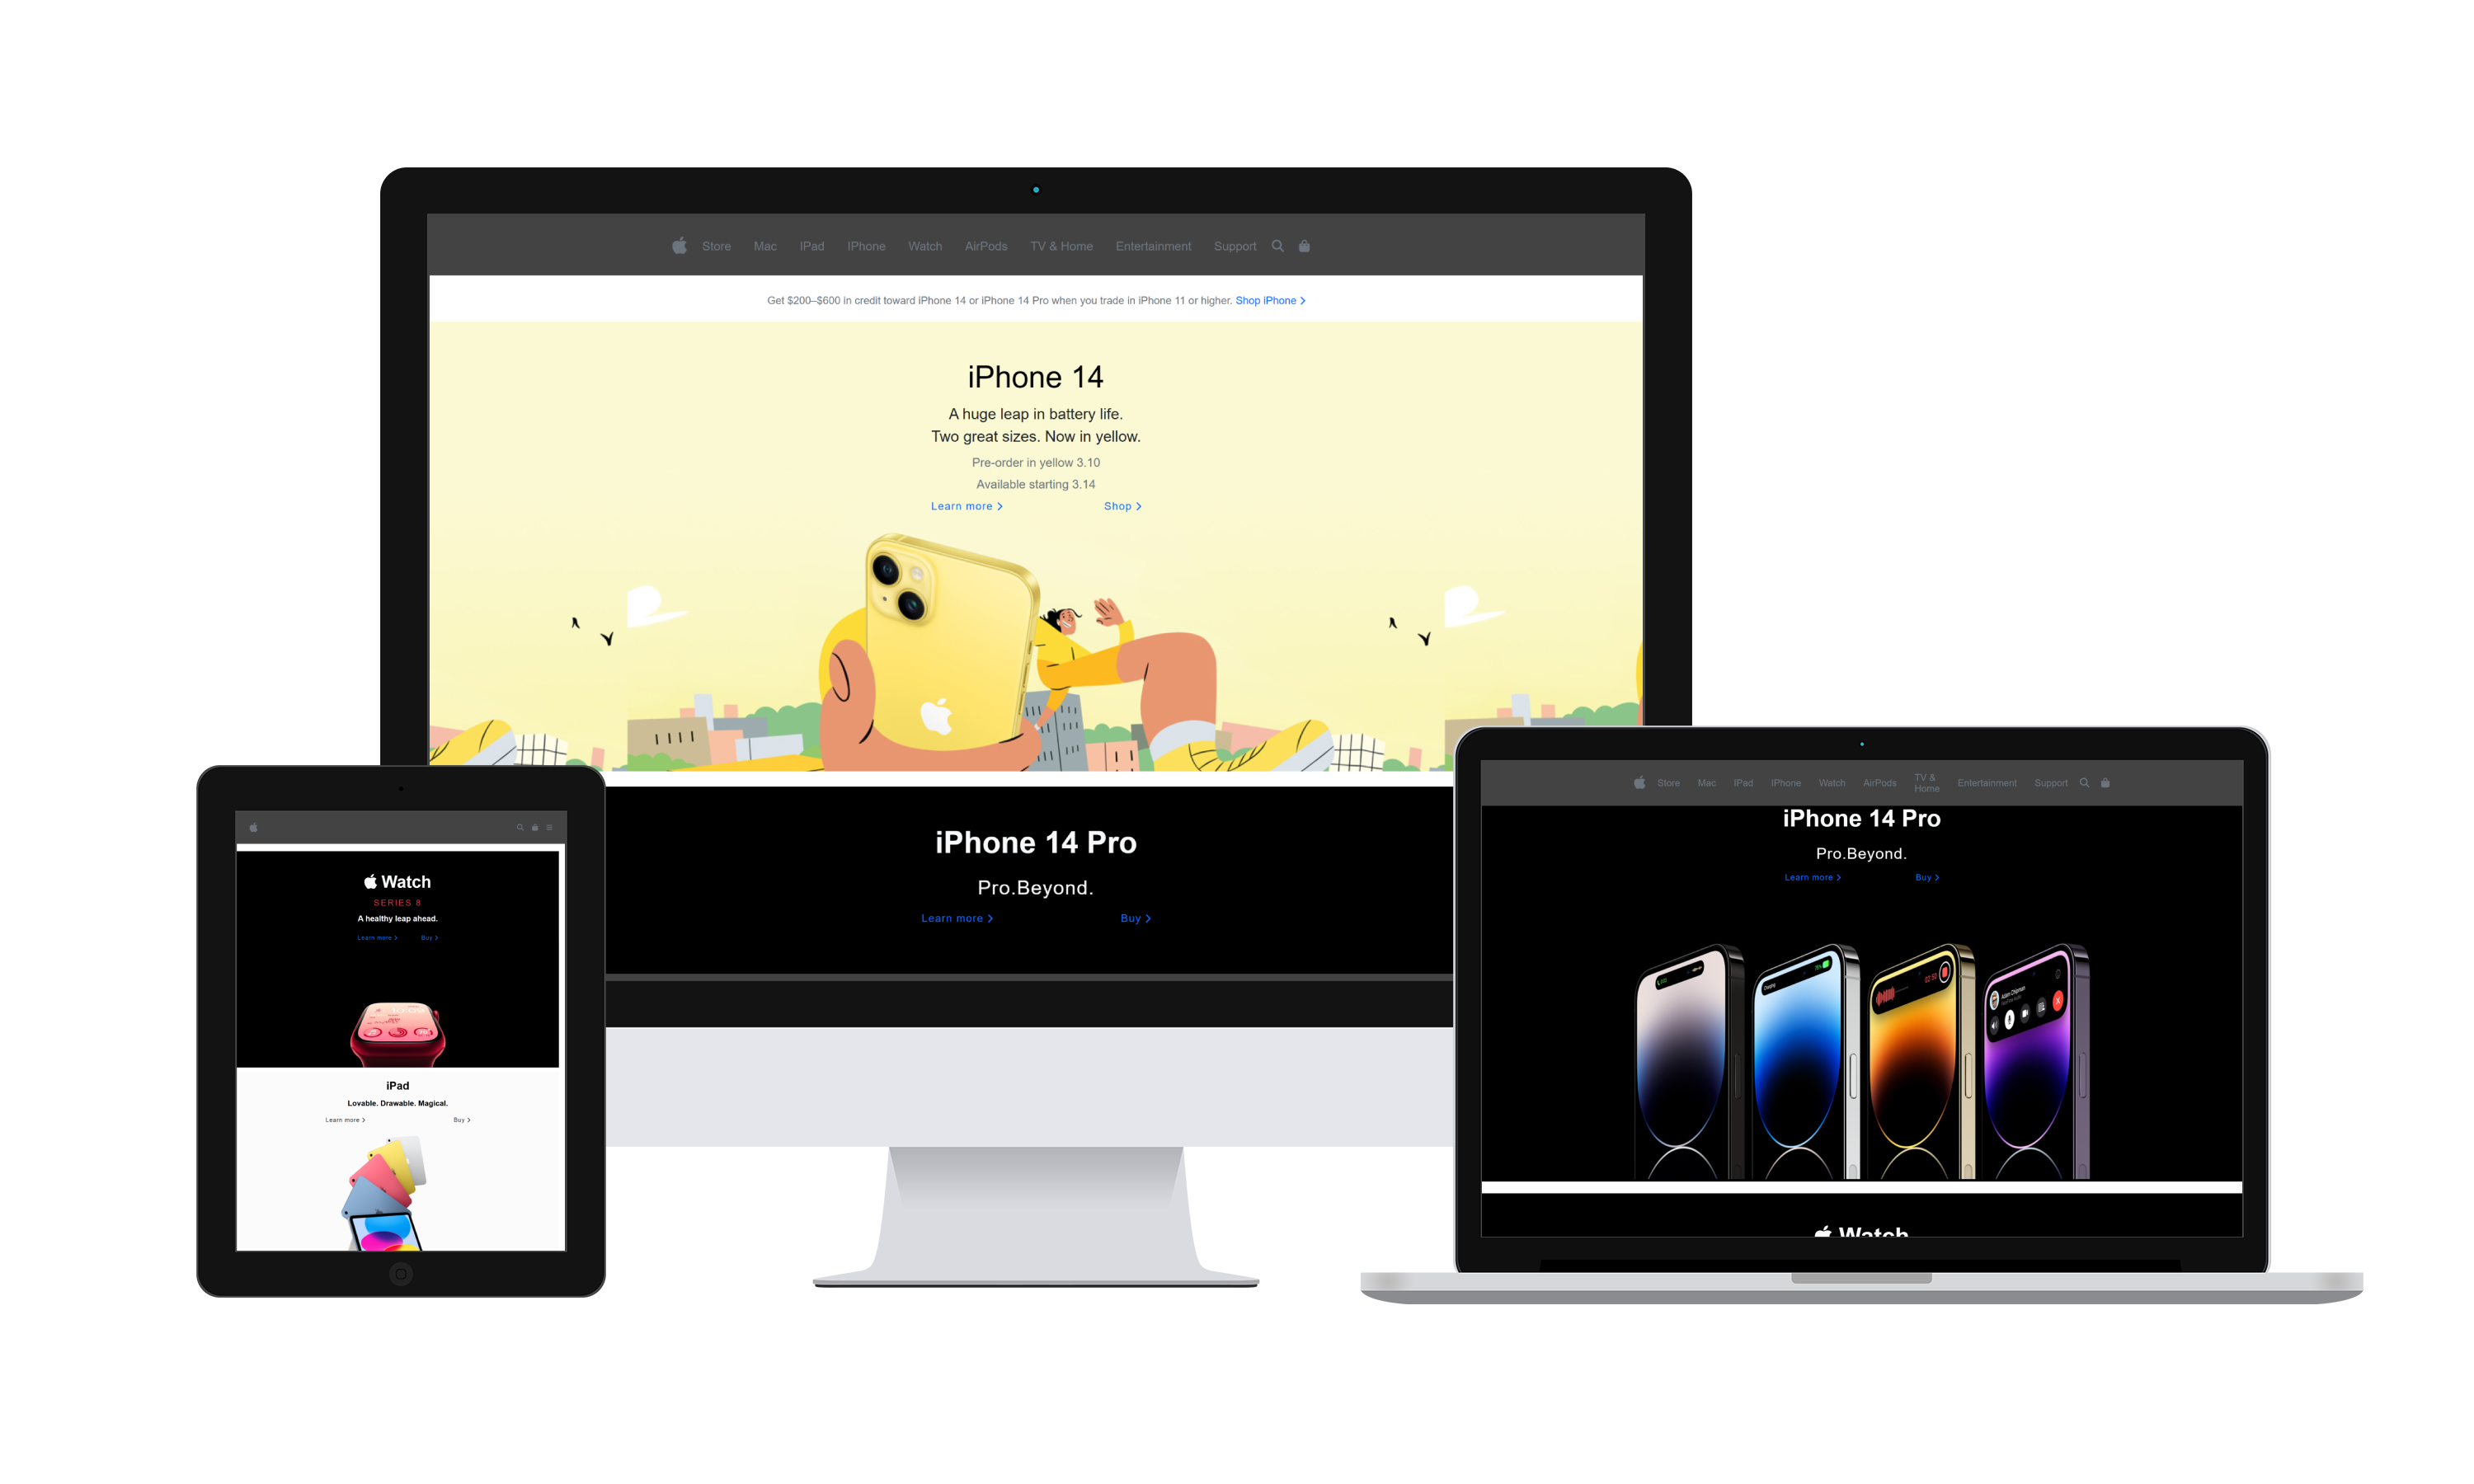 Store Mac IPad IPhone Watch AirPods TV & Home Entertainment Support
Get $200–$600 in credit toward iPhone 14 or iPhone 14 Pro when you trade in iPhone 11 or higher. Shop iPhone
iPhone 14
A huge leap in battery life.
Two great sizes. Now in yellow.
Pre-order in yellow 3.10
Available starting 3.14
Learn more Shop
iPhone 14 Pro
Pro.Beyond.
Learn more Buy
Watch
SERIES 8
A healthy leap ahead.
Learn more Buy
iPad
Lovable. Drawable. Magical.
Learn more Buy
Store Mac IPad IPhone Watch AirPods TV & Home Entertainment Support
iPhone 14 Pro
Pro.Beyond.
Learn more Buy
Charging
Adam Chipman
Watch